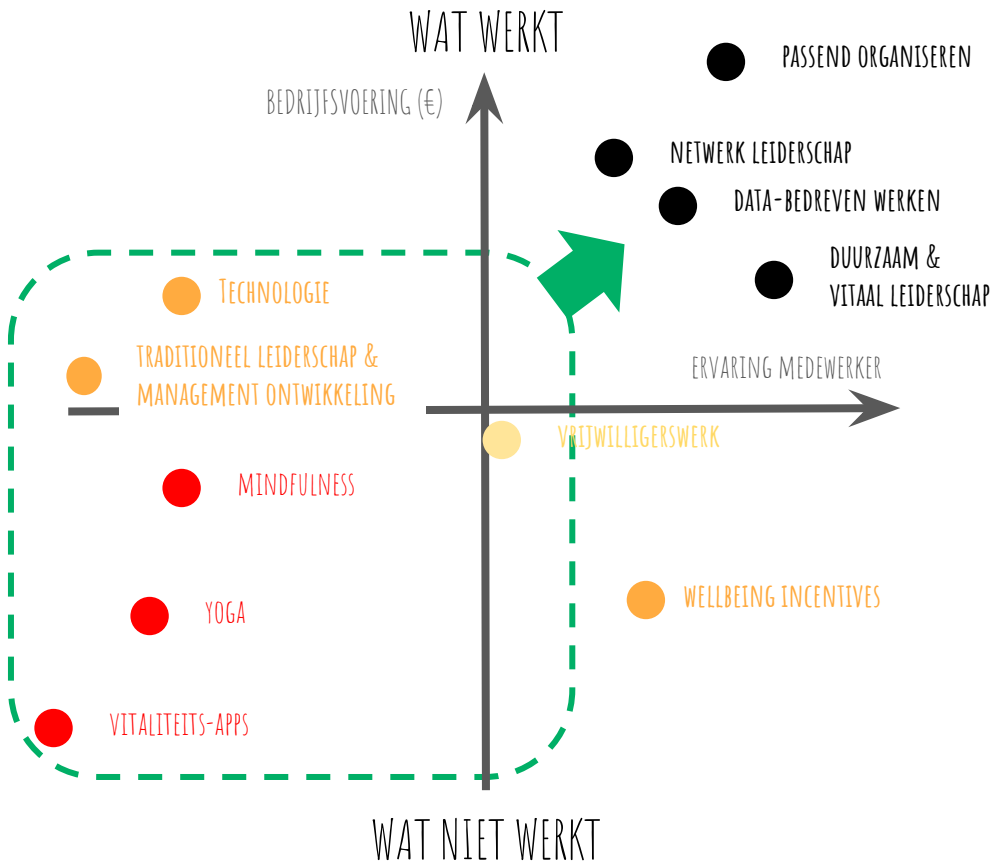 WAT WERKT
PASSEND ORGANISEREN
BEDRIJFSVOERING (€)
NETWERK LEIDERSCHAP
DATA-BEDREVEN WERKEN
DUURZAAM &
VITAAL LEIDERSCHAP
TECHNOLOGIE
TRADITIONEEL LEIDERSCHAP &
MANAGEMENT ONTWIKKELING
ERVARING MEDEWERKER
VRIJWILLIGERSWERK
MINDFULNESS
WELLBEING INCENTIVES
YOGA
VITALITEITS-APPS
WAT NIET WERKT